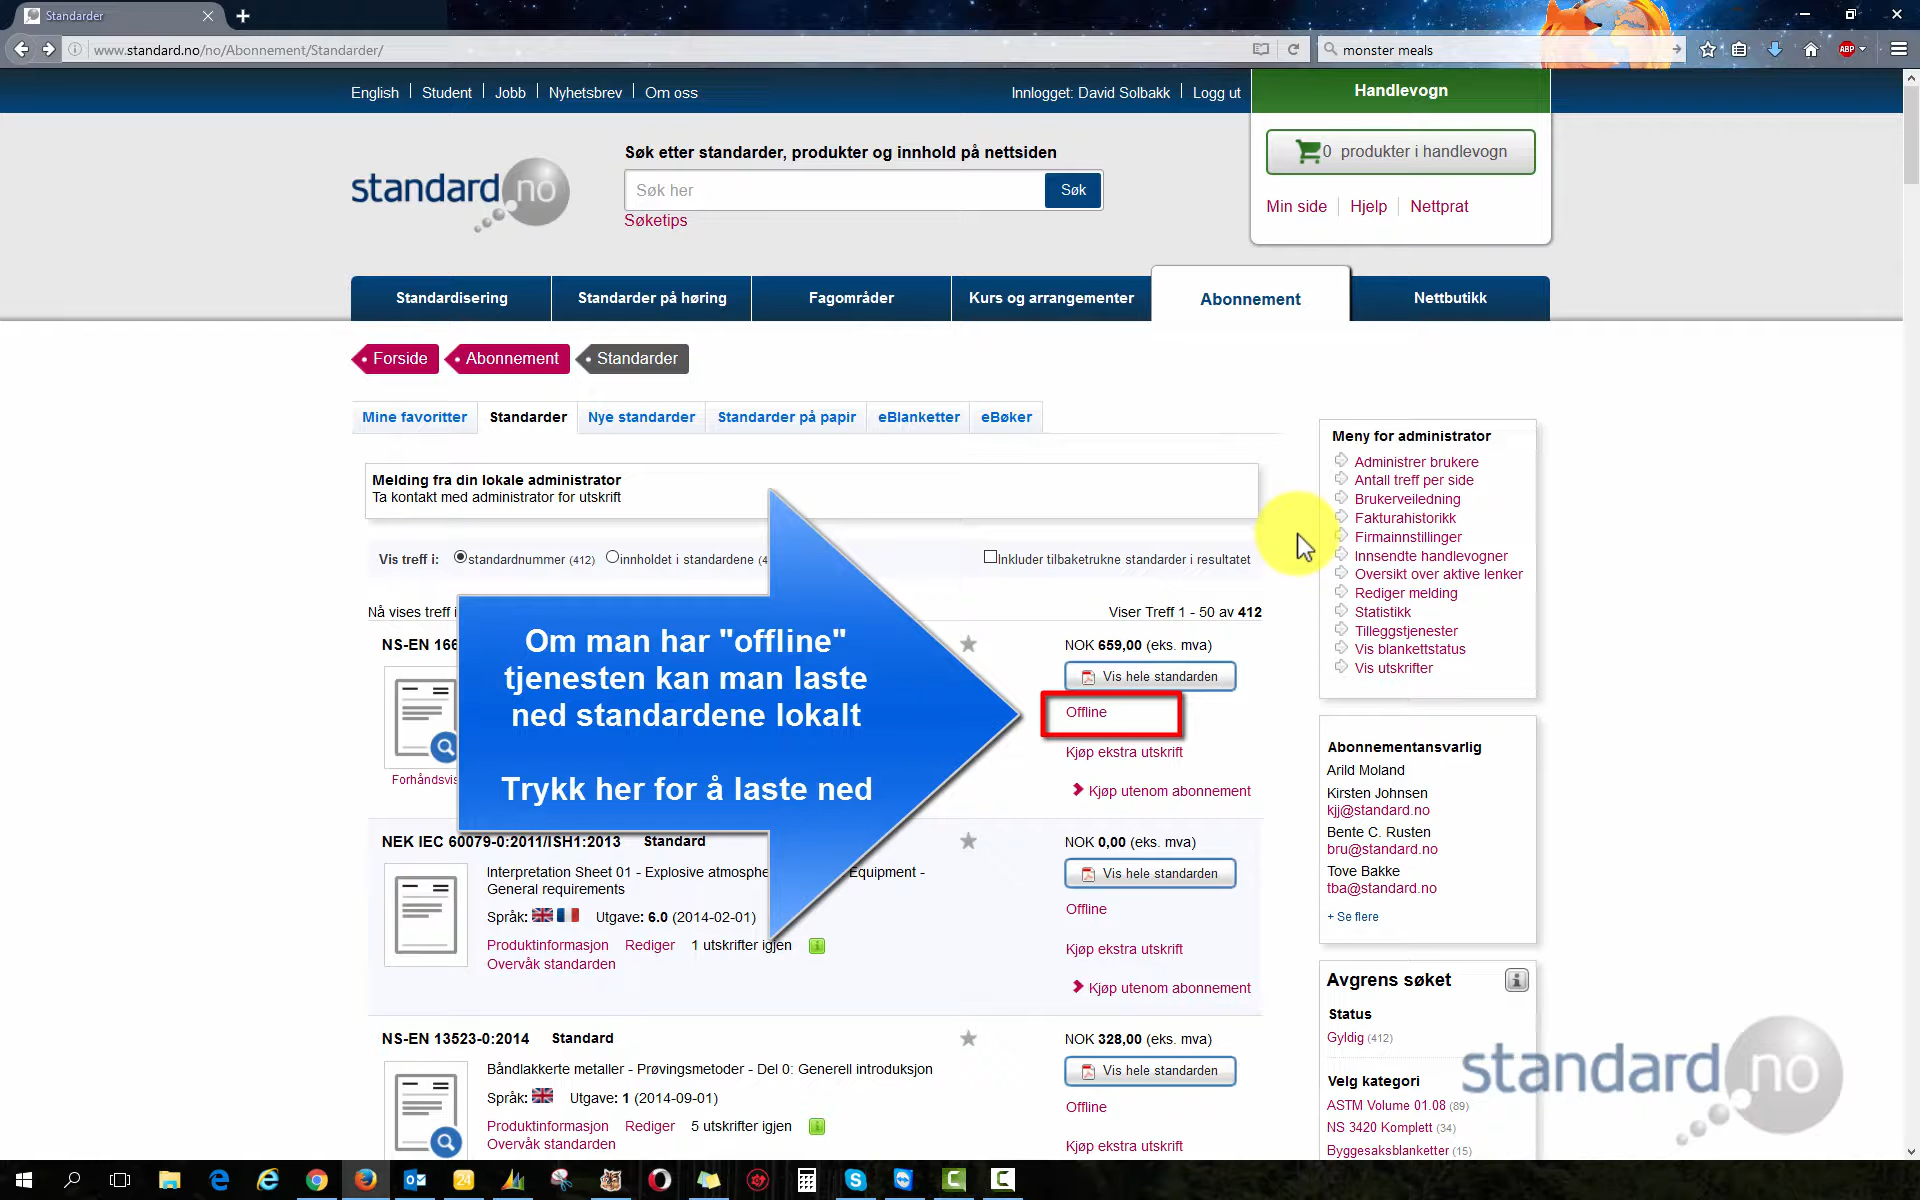 Standarder
www.standard.no/no/Abonnement/Standarder/
monster meals
ABP
English
Student
Jobb
Nyhetsbrev
Om oss
Innlogget: David Solbakk
Logg ut
Handlevogn
0 produkter i handlevogn
Min side
Hjelp
Nettprat
standard.no
Søk etter standarder, produkter og innhold på nettsiden
Søk her
Søk
Søketips
Standardisering
Standarder på høring
Fagområder
Kurs og arrangementer
Abonnement
Nettbutikk
Forside
Abonnement
Standarder
Mine favoritter
Standarder
Nye standarder
Standarder på papir
eBlanketter
eBøker
Melding fra din lokale administrator
Ta kontakt med administrator for utskrift
Vis treff i:
standardnummer (412)
innholdet i standardene (4
Inkluder tilbaketrukne standarder i resultatet
Nå vises treff i
Viser Treff 1 - 50 av 412
NS-EN 166
Forhåndsvis
NOK 659,00 (eks. mva)
Vis hele standarden
Offline
Kjøp ekstra utskrift
Kjøp utenom abonnement
Om man har "offline"
tjenesten kan man laste
ned standardene lokalt
Trykk her for å laste ned
NEK IEC 60079-0:2011/ISH1:2013 Standard
Interpretation Sheet 01 - Explosive atmosphe Equipment -
General requirements
Språk: Utgave: 6.0 (2014-02-01)
Produktinformasjon Rediger 1 utskrifter igjen
Overvåk standarden
NOK 0,00 (eks. mva)
Vis hele standarden
Offline
Kjøp ekstra utskrift
Kjøp utenom abonnement
NS-EN 13523-0:2014 Standard
Båndlakkerte metaller - Prøvingsmetoder - Del 0: Generell introduksjon
Språk: Utgave: 1 (2014-09-01)
Produktinformasjon Rediger 5 utskrifter igjen
Overvåk standarden
NOK 328,00 (eks. mva)
Vis hele standarden
Offline
Kjøp ekstra utskrift
Meny for administrator
Administrer brukere
Antall treff per side
Brukerveiledning
Fakturahistorikk
Firmainnstillinger
Innsendte handlevogner
Oversikt over aktive lenker
Rediger melding
Statistikk
Tilleggstjenester
Vis blankettstatus
Vis utskrifter
Abonnementansvarlig
Arild Moland
Kirsten Johnsen
kjj@standard.no
Bente C. Rusten
bru@standard.no
Tove Bakke
tba@standard.no
+ Se flere
Avgrens søket
Status
Gyldig (412)
Velg kategori
ASTM Volume 01.08 (89)
NS 3420 Komplett (34)
Byggesaksblanketter (15)
standard.no
24